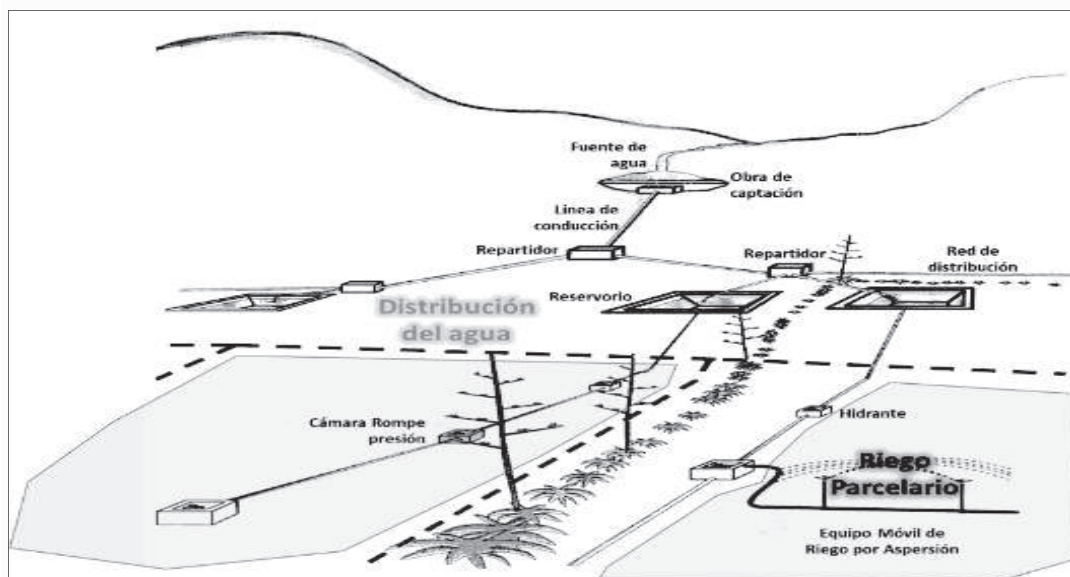 Fuente de
agua
Obra de
captación
Línea de
conducción
Repartidor
Repartidor
Red de
distribución
Reservorio
Distribución
del agua
Cámara Rompe
presión
Hidrante
Riego
Parcelario
Equipo Móvil de
Riego por Aspersión